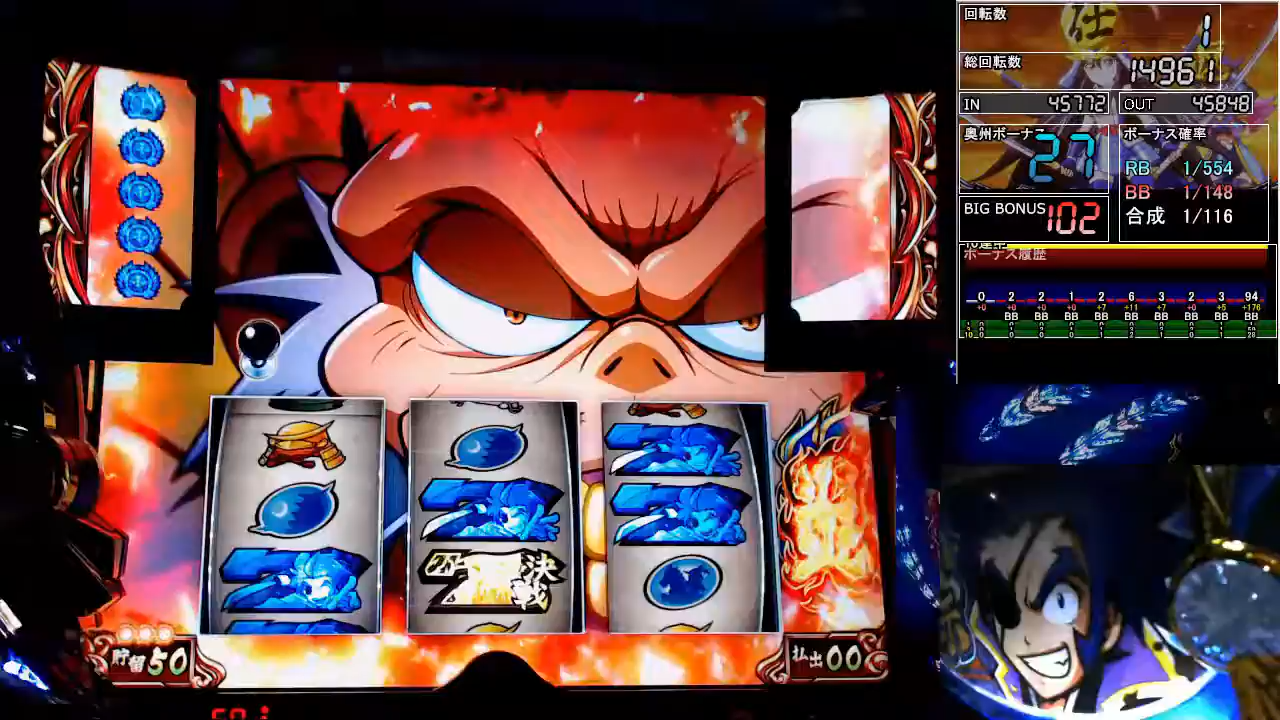 回転数
1
総回転数
14961
IN 45772 OUT 45848
奥州ボーナス
27
ボーナス確率
RB 1/554
BB 1/148
合成 1/116
BIG BONUS 102
ボーナス履歴
0 2 2 1 2 6 3 2 3 94
BB BB BB BB BB BB BB BB BB
決戦
貯留50
払出00